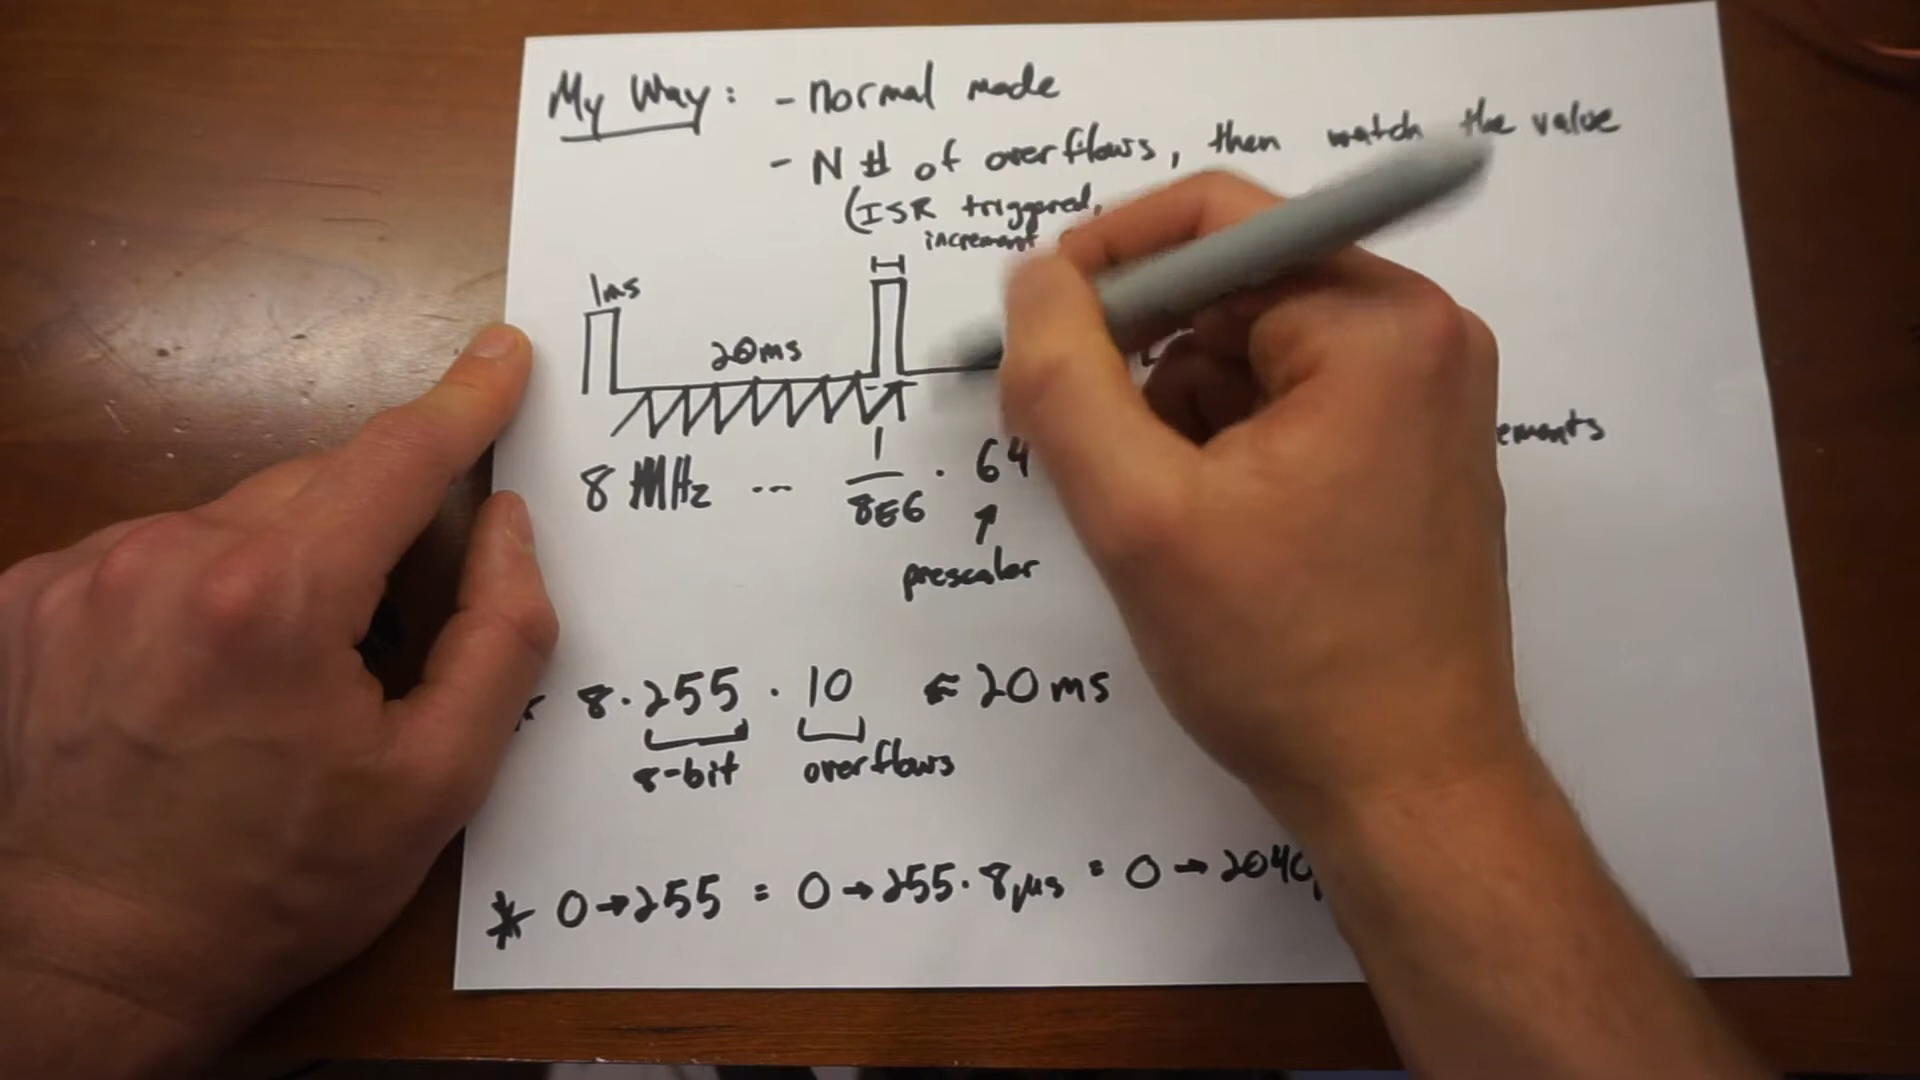 My Way: - normal mode
- N # of overflows, then match the value
(ISR triggered,
increment
1ms
20ms
8 MHz ... 1/8E6 · 64
ements
prescaler
8·255 · 10 ← 20ms
8-bit overflows
* 0→255 = 0→255·8µs = 0→2040